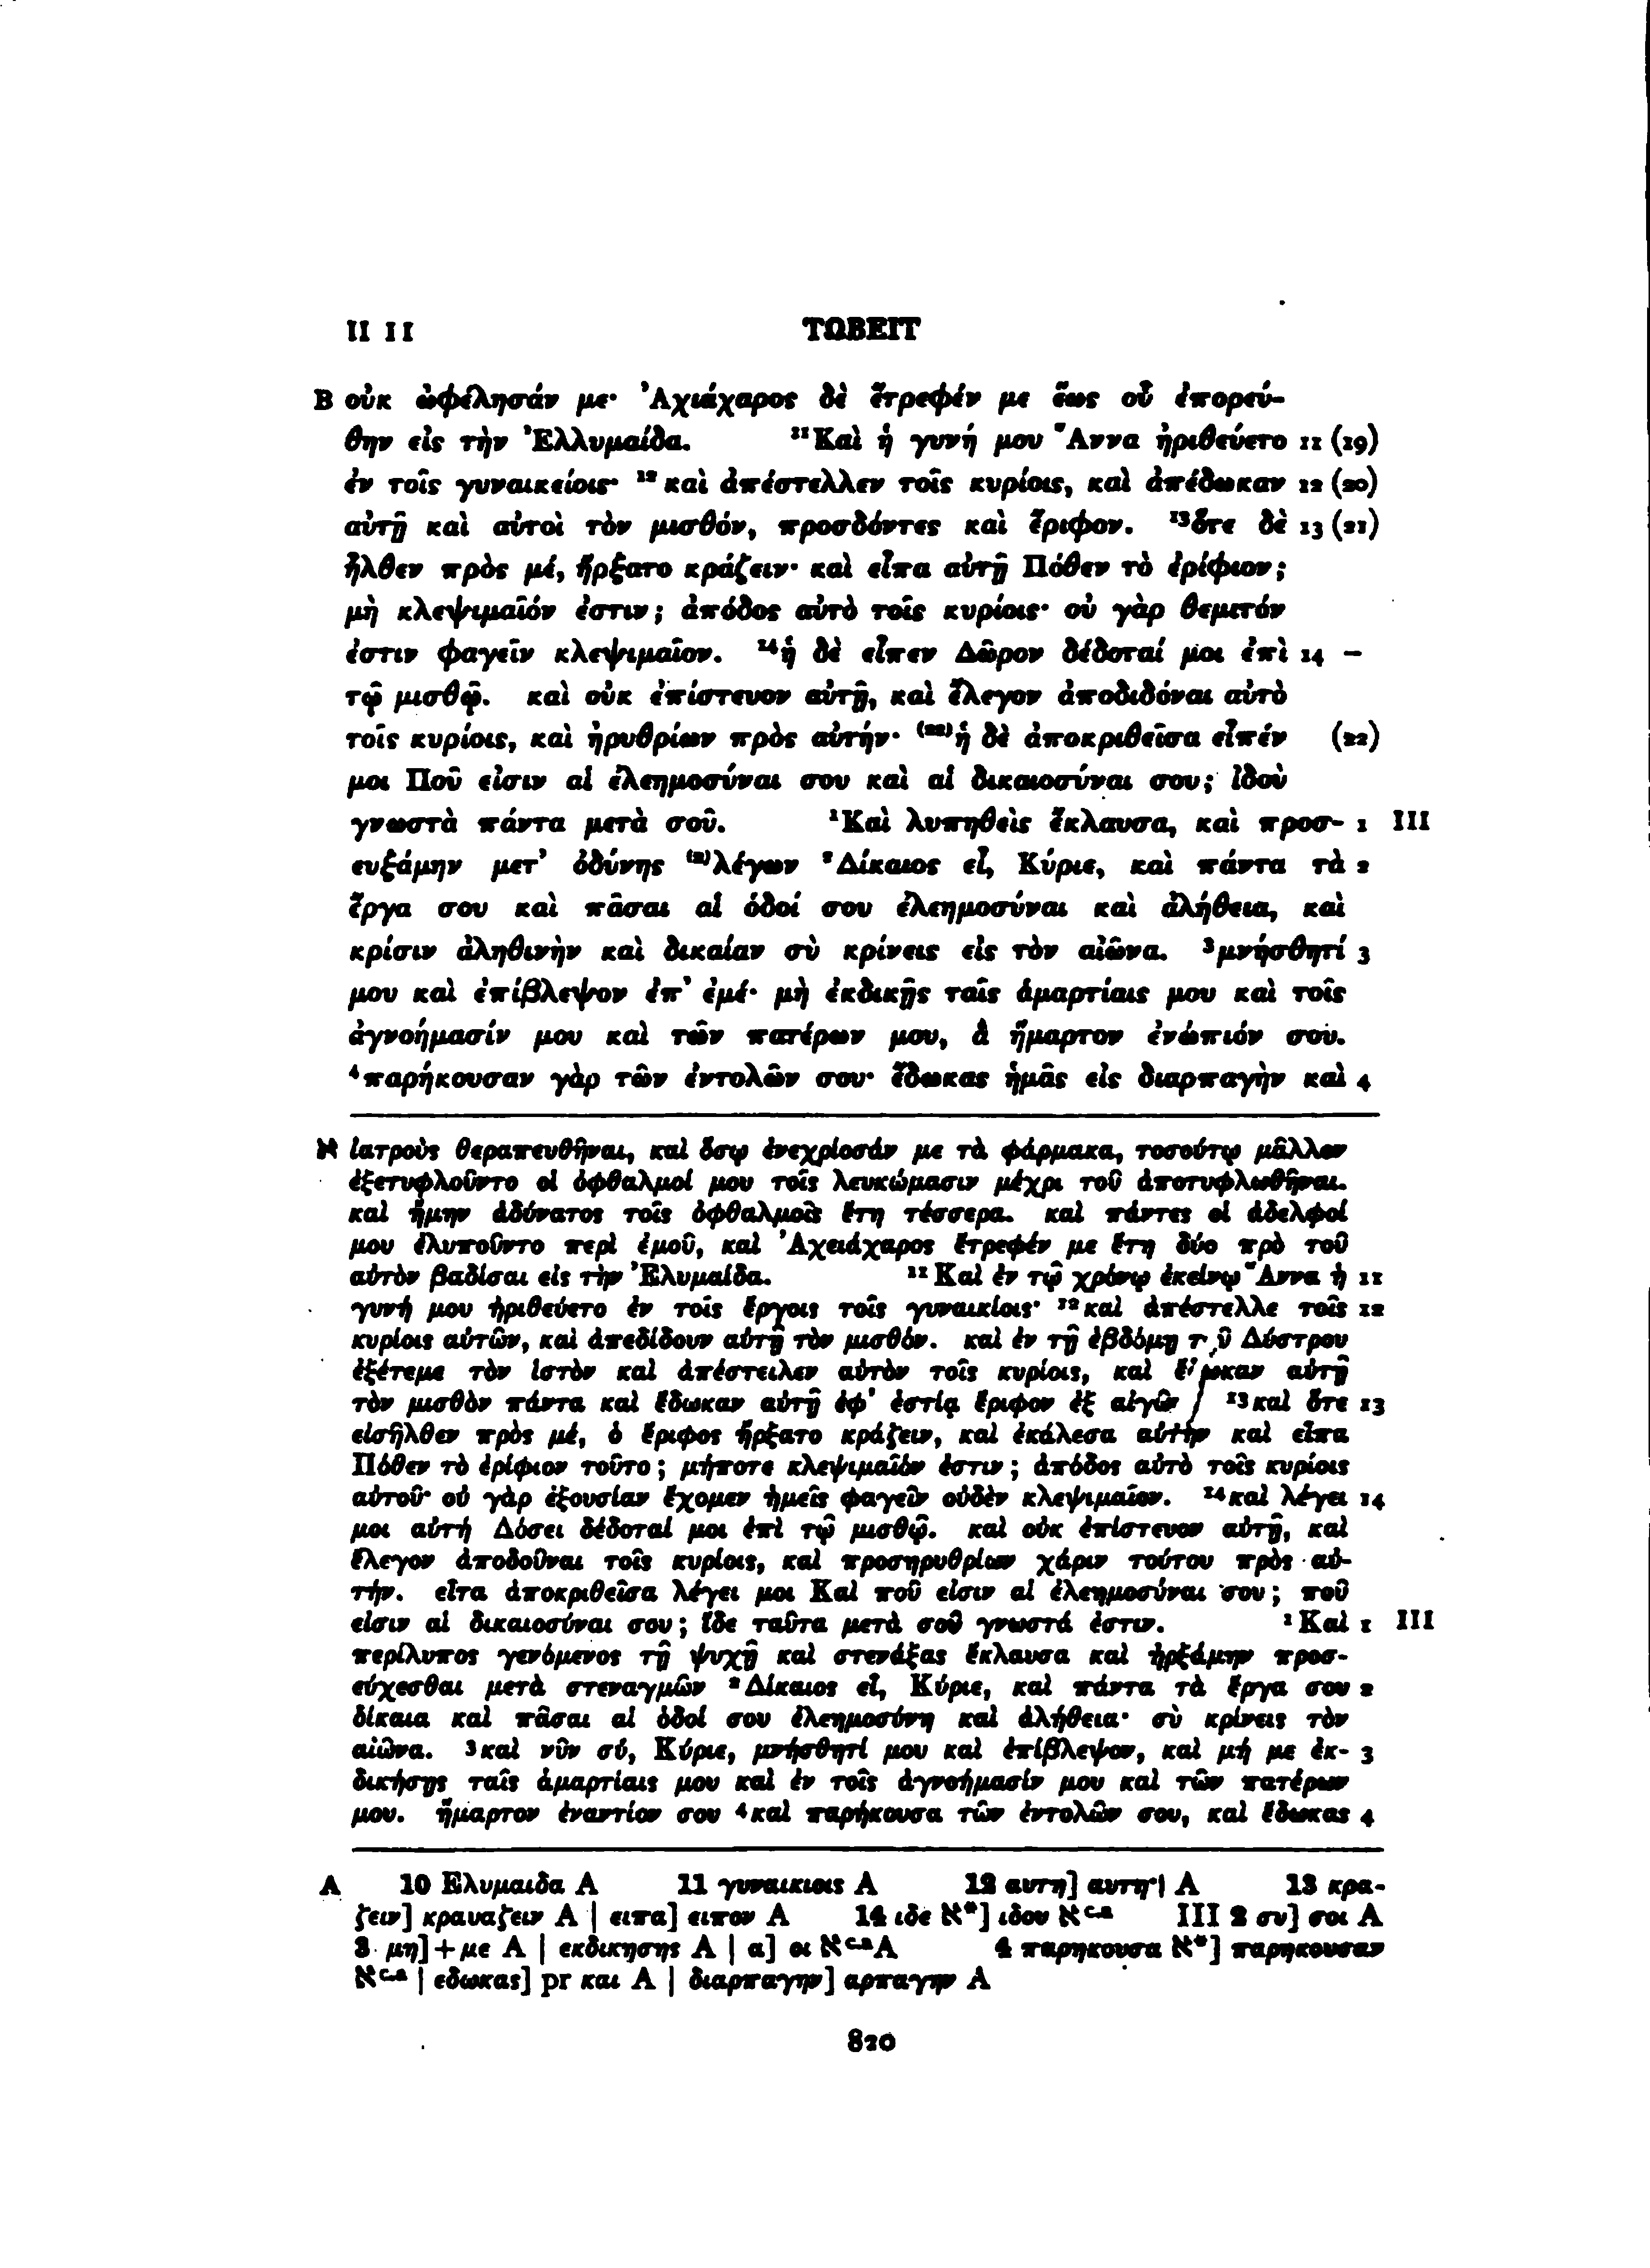 II 11 ΤΩΒΕΙΤ
B οὐκ ὠφέλησάν με· Ἀχιάχαρος δὲ ἔτρεφέν με ἕως οὗ ἐπορεύ-
θην εἰς τὴν Ἐλλυμαίδα. ¹¹Καὶ ἡ γυνή μου Ἅννα ἠριθεύετο 11 (19)
ἐν τοῖς γυναικείοις· ¹²καὶ ἀπέστελλεν τοῖς κυρίοις, καὶ ἀπέδωκαν 12 (20)
αὐτῇ καὶ αὐτοὶ τὸν μισθόν, προσδόντες καὶ ἔριφον. ¹³ὅτε δὲ 13 (21)
ἦλθεν πρὸς μέ, ἤρξατο κράζειν· καὶ εἶπα αὐτῇ Πόθεν τὸ ἐρίφιον;
μὴ κλεψιμαῖόν ἐστιν; ἀπόδος αὐτὸ τοῖς κυρίοις· οὐ γὰρ θεμιτόν
ἐστιν φαγεῖν κλεψιμαῖον. ¹⁴ἡ δὲ εἶπεν Δῶρον δέδοταί μοι ἐπὶ 14 –
τῷ μισθῷ. καὶ οὐκ ἐπίστευον αὐτῇ, καὶ ἔλεγον ἀποδιδόναι αὐτὸ
τοῖς κυρίοις, καὶ ἠρυθρίων πρὸς αὐτήν· ⁽²²⁾ἡ δὲ ἀποκριθεῖσα εἶπέν (22)
μοι Ποῦ εἰσιν αἱ ἐλεημοσύναι σου καὶ αἱ δικαιοσύναι σου; ἰδοὺ
γνωστὰ πάντα μετὰ σοῦ. ¹Καὶ λυπηθεὶς ἔκλαυσα, καὶ προσ- 1 III
ευξάμην μετ’ ὀδύνης ⁽²⁾λέγων ²Δίκαιος εἶ, Κύριε, καὶ πάντα τὰ 2
ἔργα σου καὶ πᾶσαι αἱ ὁδοί σου ἐλεημοσύναι καὶ ἀλήθεια, καὶ
κρίσιν ἀληθινὴν καὶ δικαίαν σὺ κρίνεις εἰς τὸν αἰῶνα. ³μνήσθητί 3
μου καὶ ἐπίβλεψον ἐπ’ ἐμέ· μὴ ἐκδικῇς ταῖς ἁμαρτίαις μου καὶ τοῖς
ἀγνοήμασίν μου καὶ τῶν πατέρων μου, ἃ ἥμαρτον ἐνώπιόν σου.
⁴παρήκουσαν γὰρ τῶν ἐντολῶν σου· ἔδωκας ἡμᾶς εἰς διαρπαγὴν καὶ 4
א ἰατροὺς θεραπευθῆναι, καὶ ὅσῳ ἐνεχρίοσάν με τὰ φάρμακα, τοσούτῳ μᾶλλον
ἐξετυφλοῦντο οἱ ὀφθαλμοί μου τοῖς λευκώμασιν μέχρι τοῦ ἀποτυφλωθῆναι.
καὶ ἤμην ἀδύνατος τοῖς ὀφθαλμοῖς ἔτη τέσσερα. καὶ πάντες οἱ ἀδελφοί
μου ἐλυποῦντο περὶ ἐμοῦ, καὶ Ἀχειάχαρος ἔτρεφέν με ἔτη δύο πρὸ τοῦ
αὐτὸν βαδίσαι εἰς τὴν Ἐλυμαίδα. ¹¹Καὶ ἐν τῷ χρόνῳ ἐκείνῳ Ἅννα ἡ 11
γυνή μου ἠριθεύετο ἐν τοῖς ἔργοις τοῖς γυναικίοις· ¹²καὶ ἀπέστελλε τοῖς 12
κυρίοις αὐτῶν, καὶ ἀπεδίδουν αὐτῇ τὸν μισθόν. καὶ ἐν τῇ ἑβδόμῃ τοῦ Δύστρου
ἐξέτεμε τὸν ἱστὸν καὶ ἀπέστειλεν αὐτὸν τοῖς κυρίοις, καὶ ἔδωκαν αὐτῇ
τὸν μισθὸν πάντα καὶ ἔδωκαν αὐτῇ ἐφ’ ἑστίᾳ ἔριφον ἐξ αἰγῶν ¹³καὶ ὅτε 13
εἰσῆλθεν πρὸς μέ, ὁ ἔριφος ἤρξατο κράζειν, καὶ ἐκάλεσα αὐτὴν καὶ εἶπα
Πόθεν τὸ ἐρίφιον τοῦτο; μήποτε κλεψιμαῖόν ἐστιν; ἀπόδος αὐτὸ τοῖς κυρίοις
αὐτοῦ· οὐ γὰρ ἐξουσίαν ἔχομεν ἡμεῖς φαγεῖν οὐδὲν κλεψιμαῖον. ¹⁴καὶ λέγει 14
μοι αὐτή Δόσει δέδοταί μοι ἐπὶ τῷ μισθῷ. καὶ οὐκ ἐπίστευον αὐτῇ, καὶ
ἔλεγον ἀποδοῦναι τοῖς κυρίοις, καὶ προσηρυθρίων χάριν τούτου πρὸς αὐ-
τήν. εἶτα ἀποκριθεῖσα λέγει μοι Καὶ ποῦ εἰσιν αἱ ἐλεημοσύναι σου; ποῦ
εἰσιν αἱ δικαιοσύναι σου; ἴδε ταῦτα μετὰ σοῦ γνωστά ἐστιν. ¹Καὶ 1 III
περίλυπος γενόμενος τῇ ψυχῇ καὶ στενάξας ἔκλαυσα καὶ ἠρξάμην προσ-
εύχεσθαι μετὰ στεναγμῶν ²Δίκαιος εἶ, Κύριε, καὶ πάντα τὰ ἔργα σου 2
δίκαια καὶ πᾶσαι αἱ ὁδοί σου ἐλεημοσύνη καὶ ἀλήθεια· σὺ κρίνεις τὸν
αἰῶνα. ³καὶ νῦν σύ, Κύριε, μνήσθητί μου καὶ ἐπίβλεψον, καὶ μή με ἐκ- 3
δικήσῃς ταῖς ἁμαρτίαις μου καὶ ἐν τοῖς ἀγνοήμασίν μου καὶ τῶν πατέρων
μου. ἥμαρτον ἐναντίον σου ⁴καὶ παρήκουσα τῶν ἐντολῶν σου, καὶ ἔδωκας 4
A 10 Ελυμαιδα A 11 γυναικιοις A 12 αυτη] αυτη·| A 13 κρα-
ζειν] κραυαζειν A | ειπα] ειπον A 14 ιδε א*] ιδου אᶜ·ᵃ III 2 συ] σοι A
3 μη]+με A | εκδικησης A | α] οι אᶜ·ᵃA 4 παρηκουσα א*] παρηκουσαν
אᶜ·ᵃ | εδωκας] pr και A | διαρπαγην] αρπαγην A
820